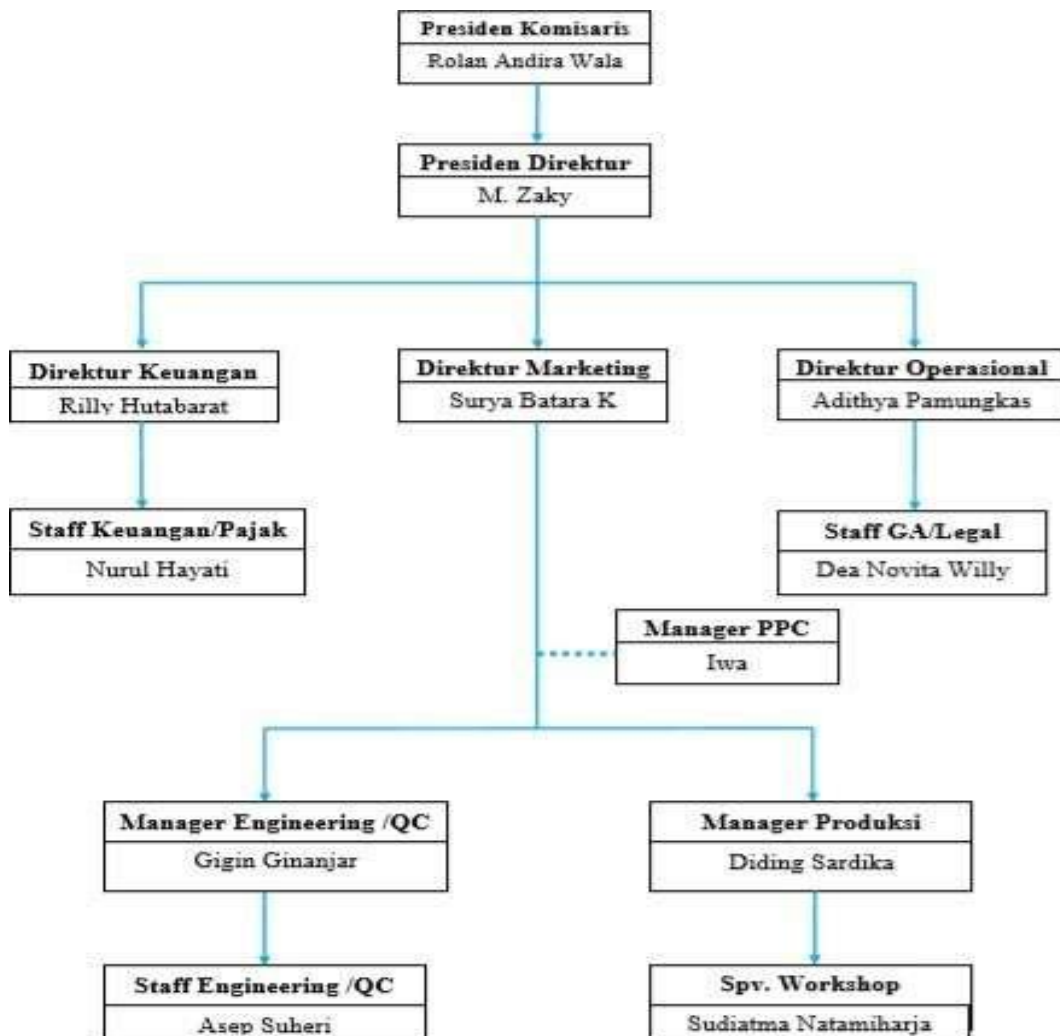 Presiden Komisaris
Rolan Andira Wala
Presiden Direktur
M. Zaky
Direktur Keuangan
Rilly Hutabarat
Direktur Marketing
Surya Batara K
Direktur Operasional
Adithya Pamungkas
Staff Keuangan/Pajak
Nurul Hayati
Staff GA/Legal
Dea Novita Willy
Manager PPC
Iwa
Manager Engineering /QC
Gigin Ginanjar
Manager Produksi
Diding Sardika
Staff Engineering /QC
Asep Suheri
Spv. Workshop
Sudiatma Natamiharja